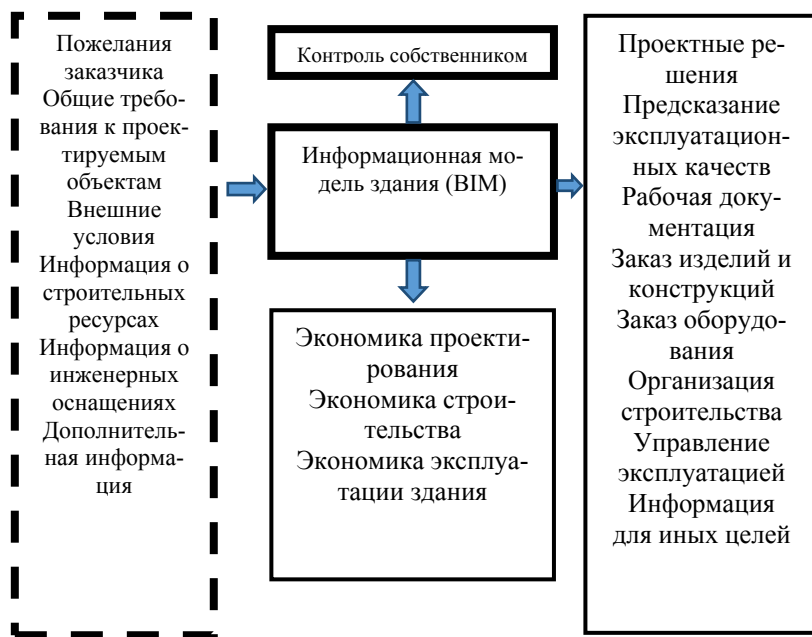 Пожелания
заказчика
Общие требо-
вания к проек-
тируемым
объектам
Внешние
условия
Информация о
строительных
ресурсах
Информация о
инженерных
оснащениях
Дополнитель-
ная информа-
ция
Контроль собственником
Информационная мо-
дель здания (BIM)
Экономика проекти-
рования
Экономика строи-
тельства
Экономика эксплуа-
тации здания
Проектные ре-
шения
Предсказание
эксплуатацион-
ных качеств
Рабочая доку-
ментация
Заказ изделий и
конструкций
Заказ оборудо-
вания
Организация
строительства
Управление
эксплуатацией
Информация
для иных целей